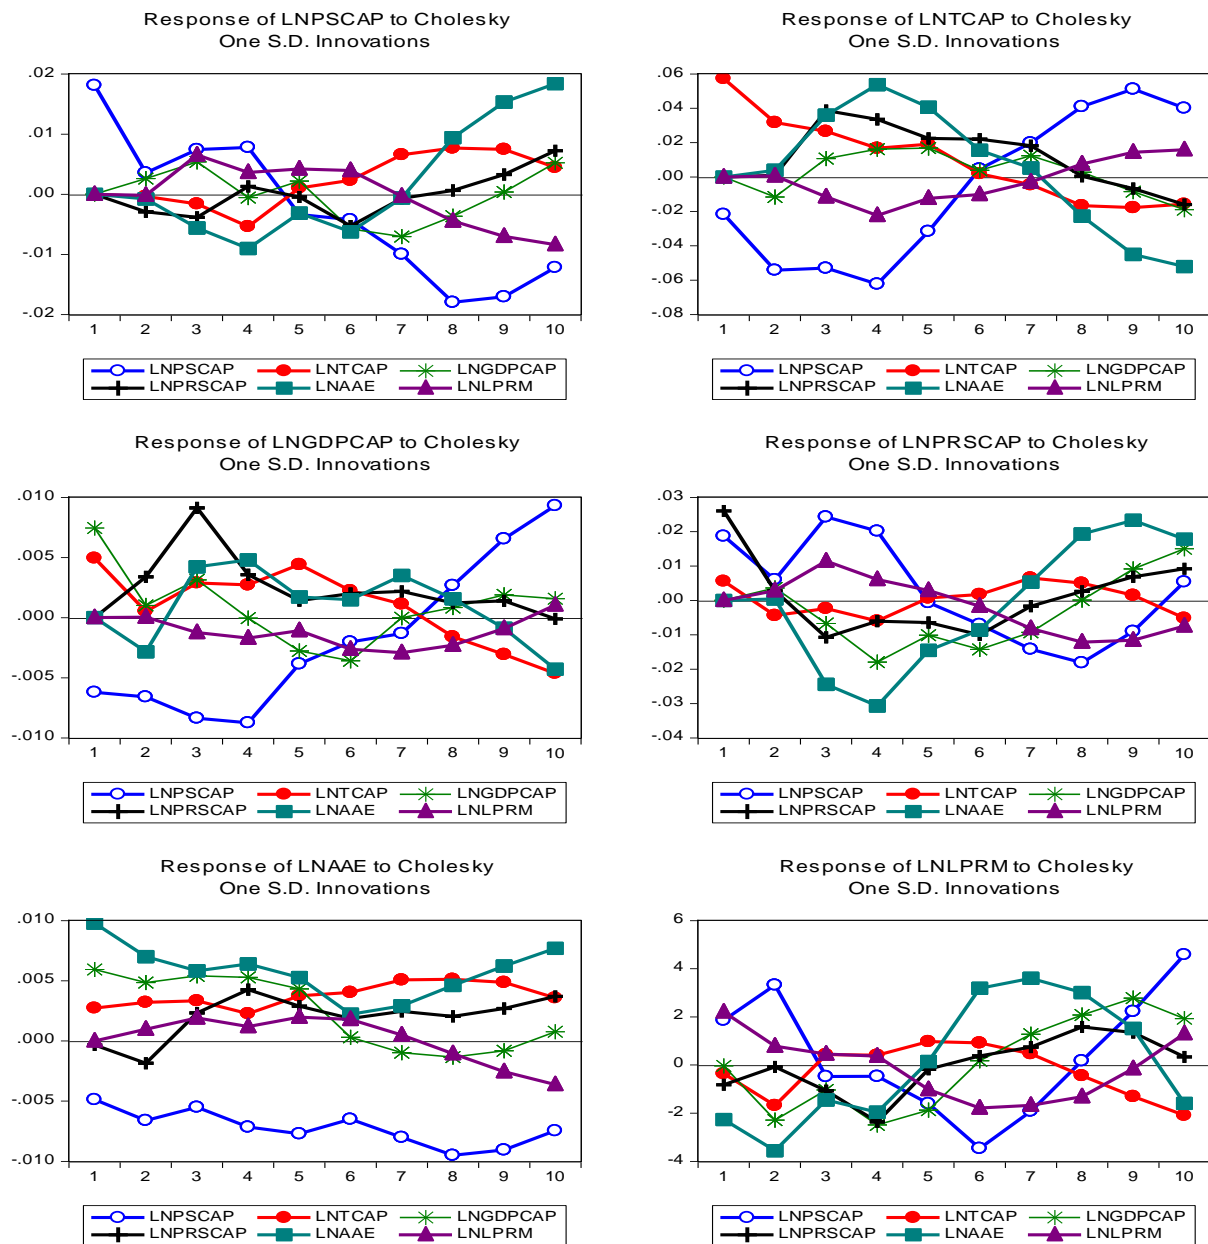 Response of LNPSCAP to Cholesky
One S.D. Innovations
.02
.01
.00
-.01
-.02
1 2 3 4 5 6 7 8 9 10
LNPSCAP LNTCAP LNGDPCAP
LNPRSCAP LNAAE LNLPRM
Response of LNTCAP to Cholesky
One S.D. Innovations
.06
.04
.02
.00
-.02
-.04
-.06
-.08
1 2 3 4 5 6 7 8 9 10
LNPSCAP LNTCAP LNGDPCAP
LNPRSCAP LNAAE LNLPRM
Response of LNGDPCAP to Cholesky
One S.D. Innovations
.010
.005
.000
-.005
-.010
1 2 3 4 5 6 7 8 9 10
LNPSCAP LNTCAP LNGDPCAP
LNPRSCAP LNAAE LNLPRM
Response of LNPRSCAP to Cholesky
One S.D. Innovations
.03
.02
.01
.00
-.01
-.02
-.03
-.04
1 2 3 4 5 6 7 8 9 10
LNPSCAP LNTCAP LNGDPCAP
LNPRSCAP LNAAE LNLPRM
Response of LNAAE to Cholesky
One S.D. Innovations
.010
.005
.000
-.005
-.010
1 2 3 4 5 6 7 8 9 10
LNPSCAP LNTCAP LNGDPCAP
LNPRSCAP LNAAE LNLPRM
Response of LNLPRM to Cholesky
One S.D. Innovations
6
4
2
0
-2
-4
1 2 3 4 5 6 7 8 9 10
LNPSCAP LNTCAP LNGDPCAP
LNPRSCAP LNAAE LNLPRM